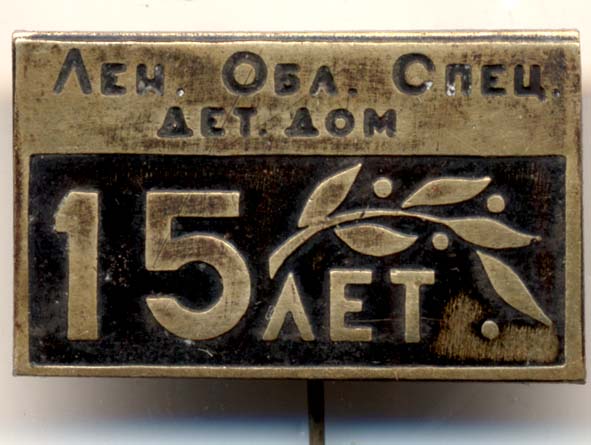 Лен. Обл. Спец.
дет. дом
15 лет